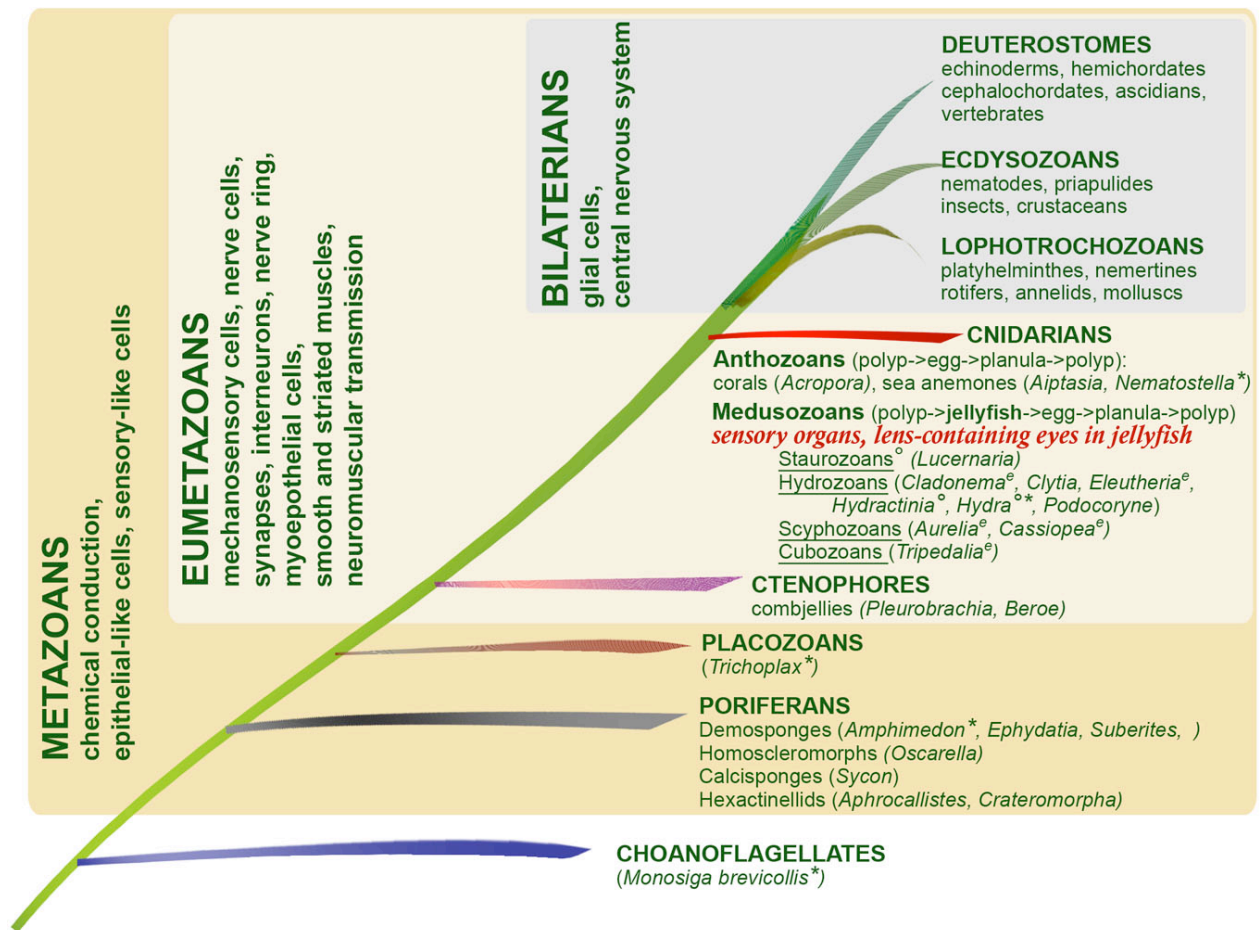 METAZOANS
chemical conduction,
epithelial-like cells, sensory-like cells
EUMETAZOANS
mechanosensory cells, nerve cells,
synapses, interneurons, nerve ring,
myoepothelial cells,
smooth and striated muscles,
neuromuscular transmission
BILATERIANS
glial cells,
central nervous system
DEUTEROSTOMES
echinoderms, hemichordates
cephalochordates, ascidians,
vertebrates
ECDYSOZOANS
nematodes, priapulides
insects, crustaceans
LOPHOTROCHOZOANS
platyhelminthes, nemertines
rotifers, annelids, molluscs
CNIDARIANS
Anthozoans (polyp->egg->planula->polyp):
corals (Acropora), sea anemones (Aiptasia, Nematostella*)
Medusozoans (polyp->jellyfish->egg->planula->polyp)
sensory organs, lens-containing eyes in jellyfish
Staurozoans° (Lucernaria)
Hydrozoans (Cladonemaᵉ, Clytia, Eleutheriaᵉ,
Hydractinia°, Hydra°*, Podocoryne)
Scyphozoans (Aureliaᵉ, Cassiopeaᵉ)
Cubozoans (Tripedaliaᵉ)
CTENOPHORES
combjellies (Pleurobrachia, Beroe)
PLACOZOANS
(Trichoplax*)
PORIFERANS
Demosponges (Amphimedon*, Ephydatia, Suberites, )
Homoscleromorphs (Oscarella)
Calcisponges (Sycon)
Hexactinellids (Aphrocallistes, Crateromorpha)
CHOANOFLAGELLATES
(Monosiga brevicollis*)